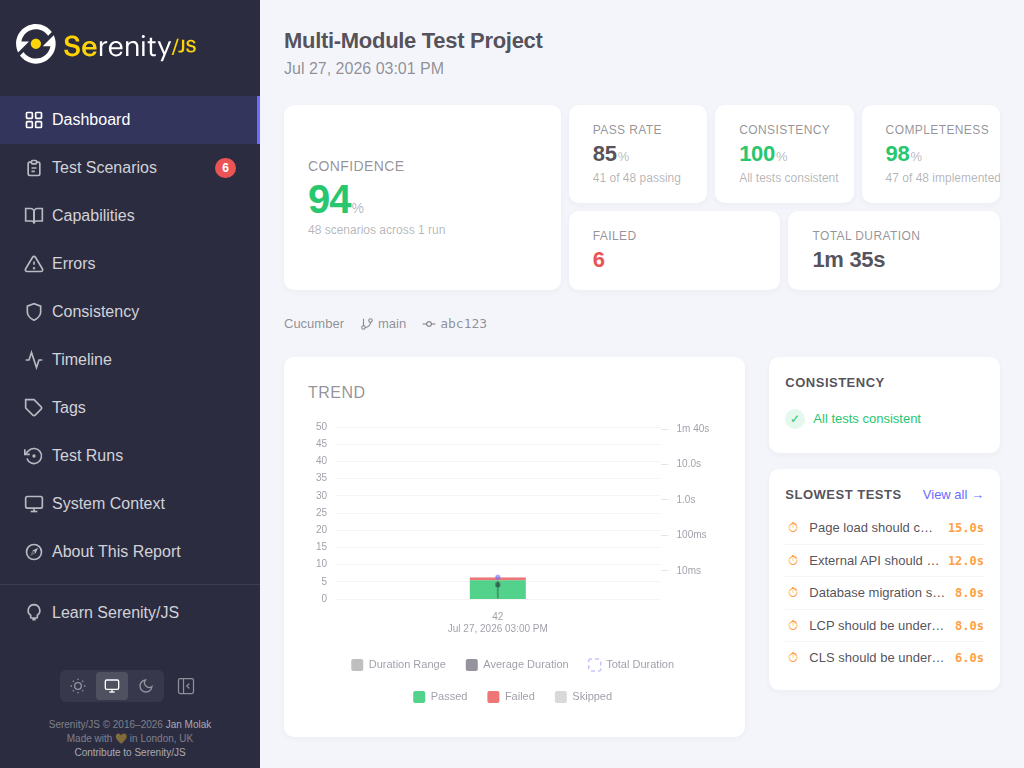 Serenity/JS
Dashboard
Test Scenarios 6
Capabilities
Errors
Consistency
Timeline
Tags
Test Runs
System Context
About This Report
Learn Serenity/JS
Serenity/JS © 2016–2026 Jan Molak
Made with 💛 in London, UK
Contribute to Serenity/JS
Multi-Module Test Project
Jul 27, 2026 03:01 PM
CONFIDENCE
94%
48 scenarios across 1 run
PASS RATE
85%
41 of 48 passing
CONSISTENCY
100%
All tests consistent
COMPLETENESS
98%
47 of 48 implemented
FAILED
6
TOTAL DURATION
1m 35s
Cucumber main abc123
TREND
50
45
40
35
30
25
20
15
10
5
0
1m 40s
10.0s
1.0s
100ms
10ms
42
Jul 27, 2026 03:00 PM
Duration Range Average Duration Total Duration
Passed Failed Skipped
CONSISTENCY
✓ All tests consistent
SLOWEST TESTS View all →
Page load should c… 15.0s
External API should … 12.0s
Database migration s… 8.0s
LCP should be under… 8.0s
CLS should be under… 6.0s